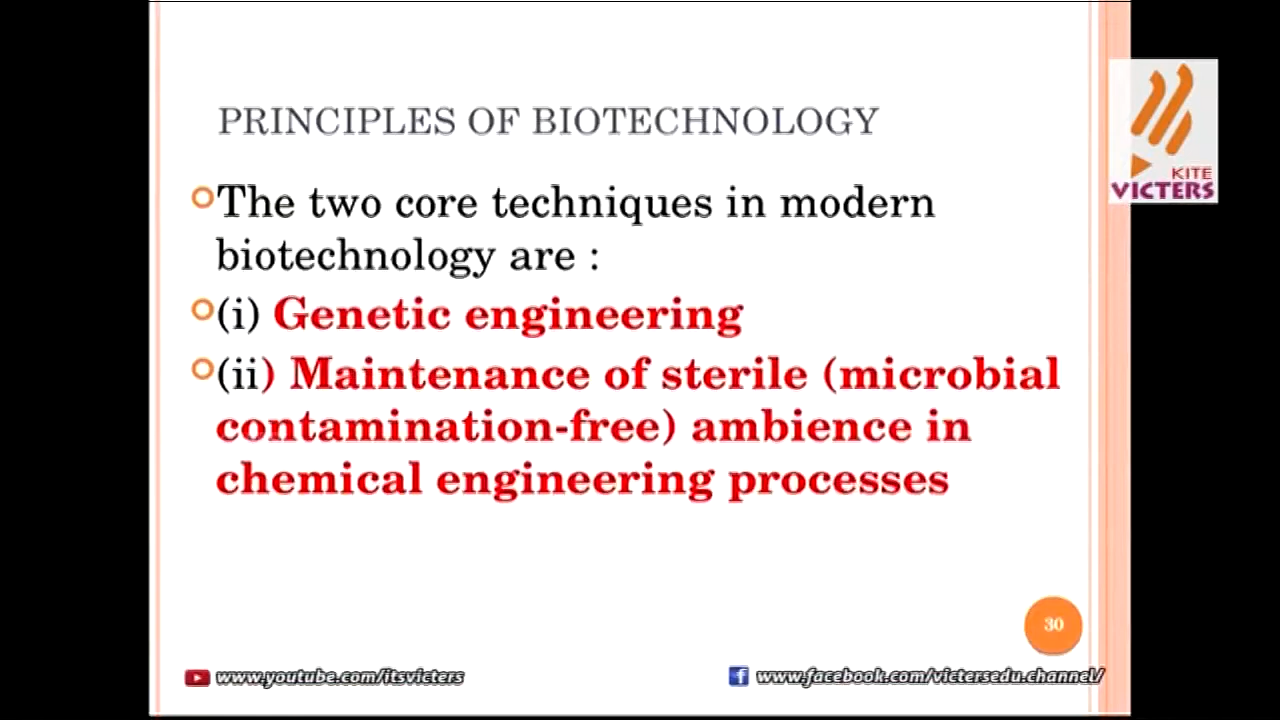 PRINCIPLES OF BIOTECHNOLOGY
The two core techniques in modern
biotechnology are :
(i) Genetic engineering
(ii) Maintenance of sterile (microbial
contamination-free) ambience in
chemical engineering processes
KITE
VICTERS
30
www.youtube.com/itsvicters
www.facebook.com/victersedu.channel/